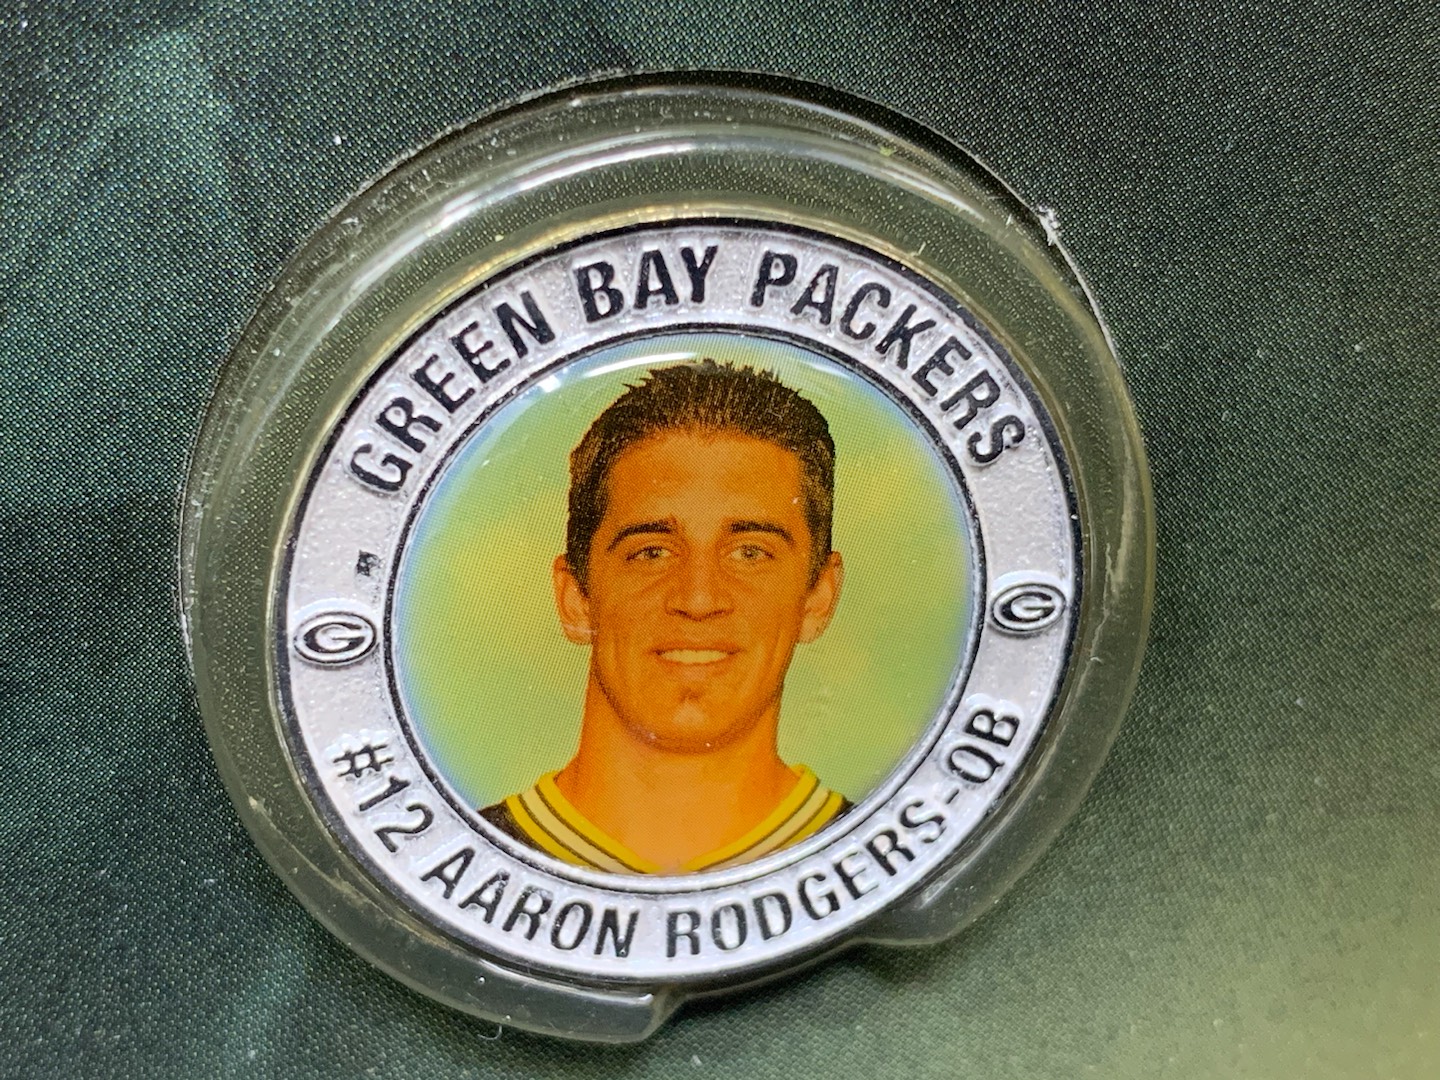 GREEN BAY PACKERS
G
G
#12 AARON RODGERS-QB